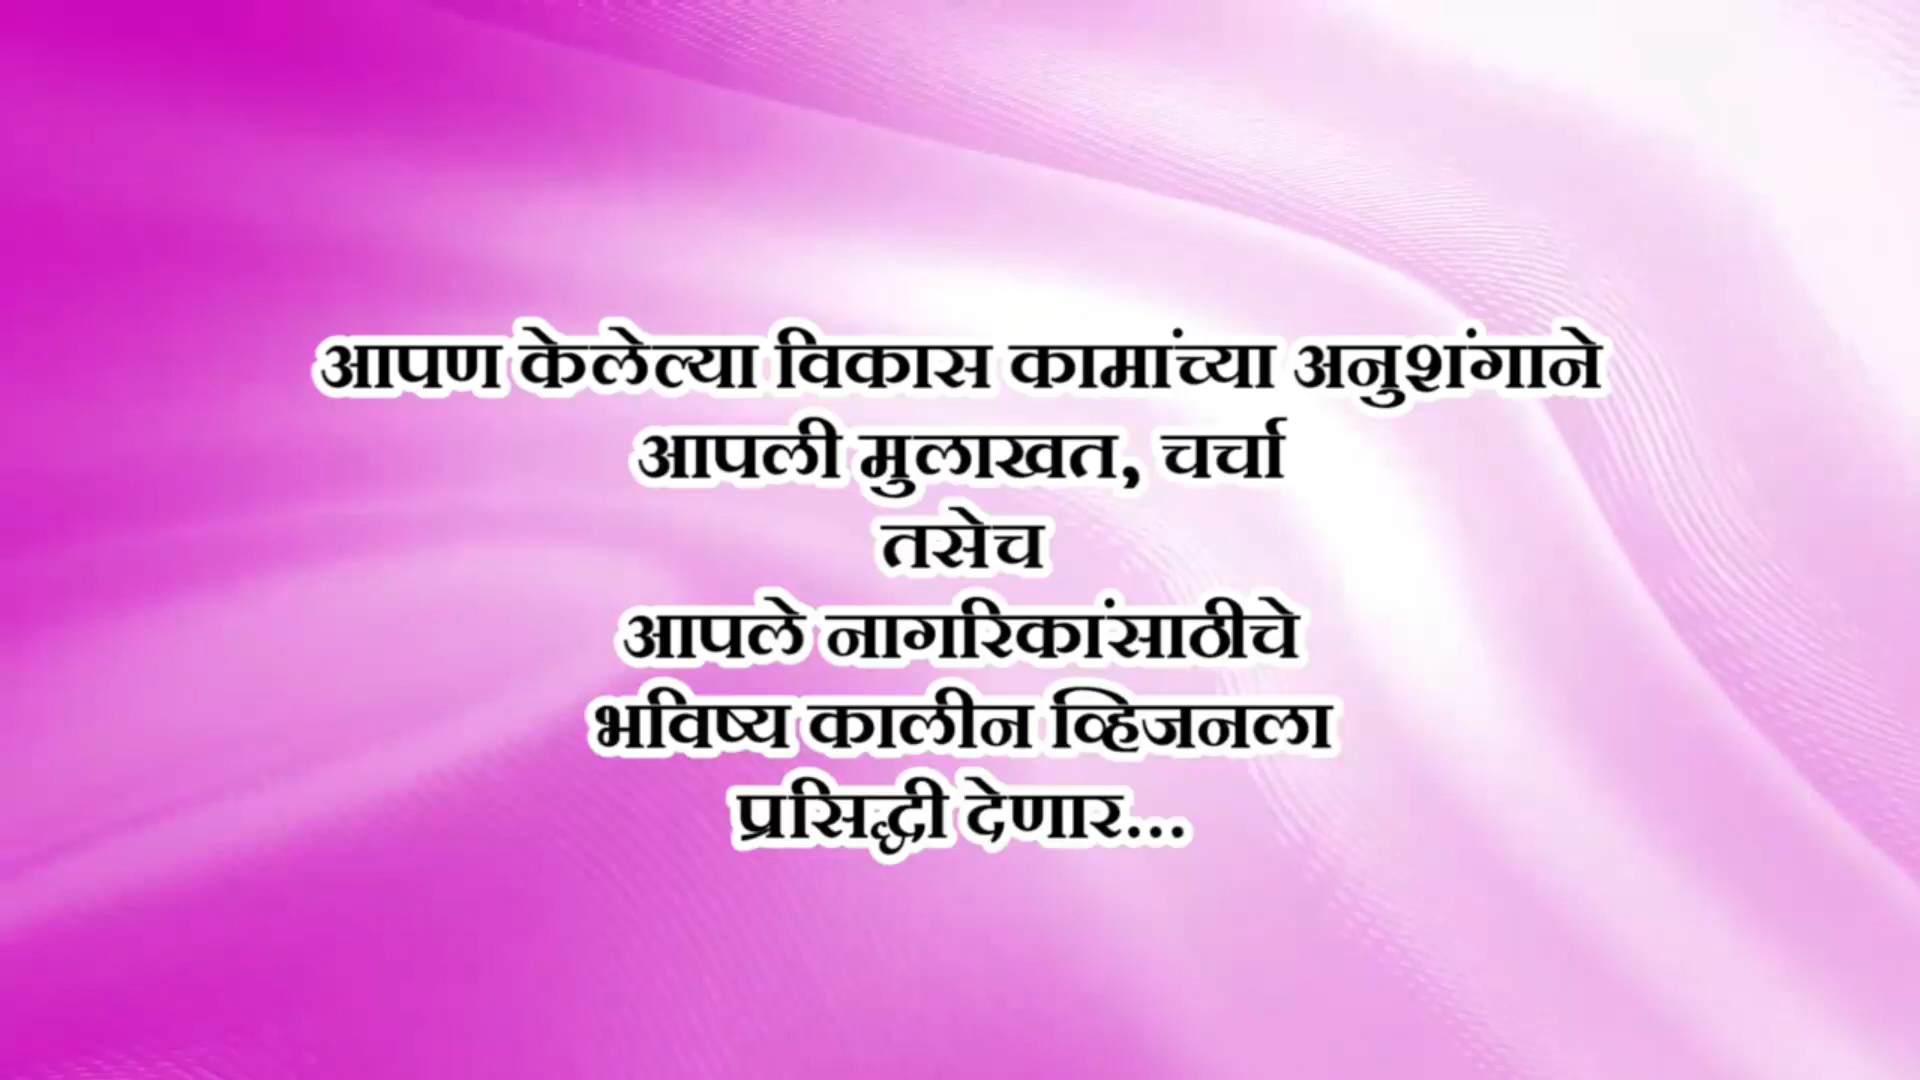 आपण केलेल्या विकास कामांच्या अनुशंगाने
आपली मुलाखत, चर्चा
तसेच
आपले नागरिकांसाठीचे
भविष्य कालीन व्हिजनला
प्रसिद्धी देणार...